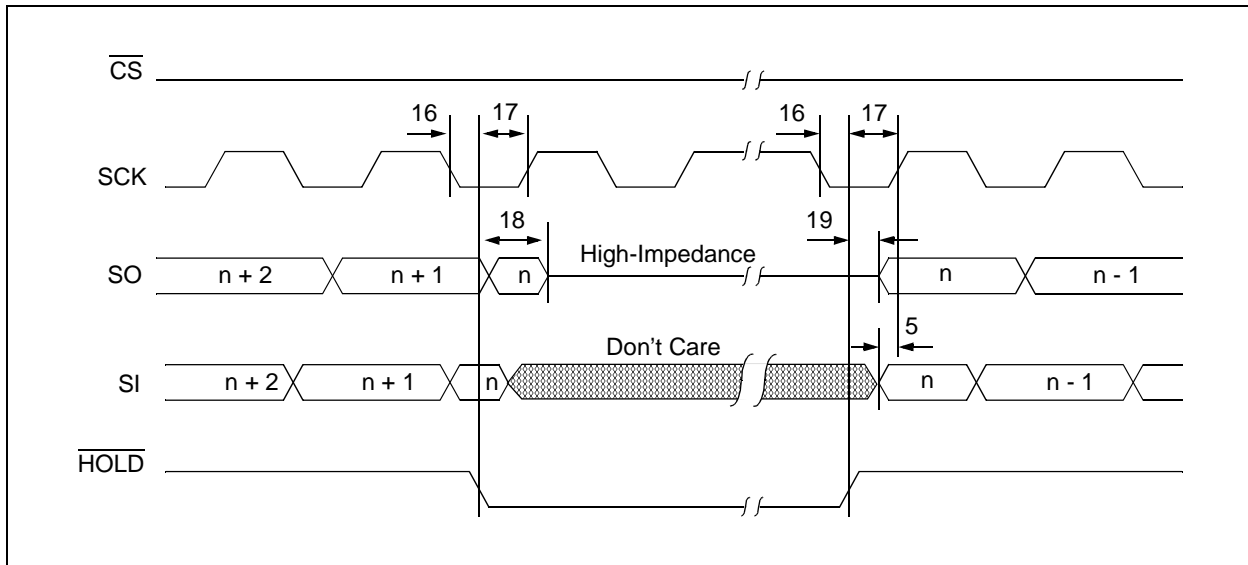 CS
16 17 16 17
SCK
18 19
High-Impedance
SO n + 2 n + 1 n n n - 1
5
Don't Care
SI n + 2 n + 1 n n n - 1
HOLD